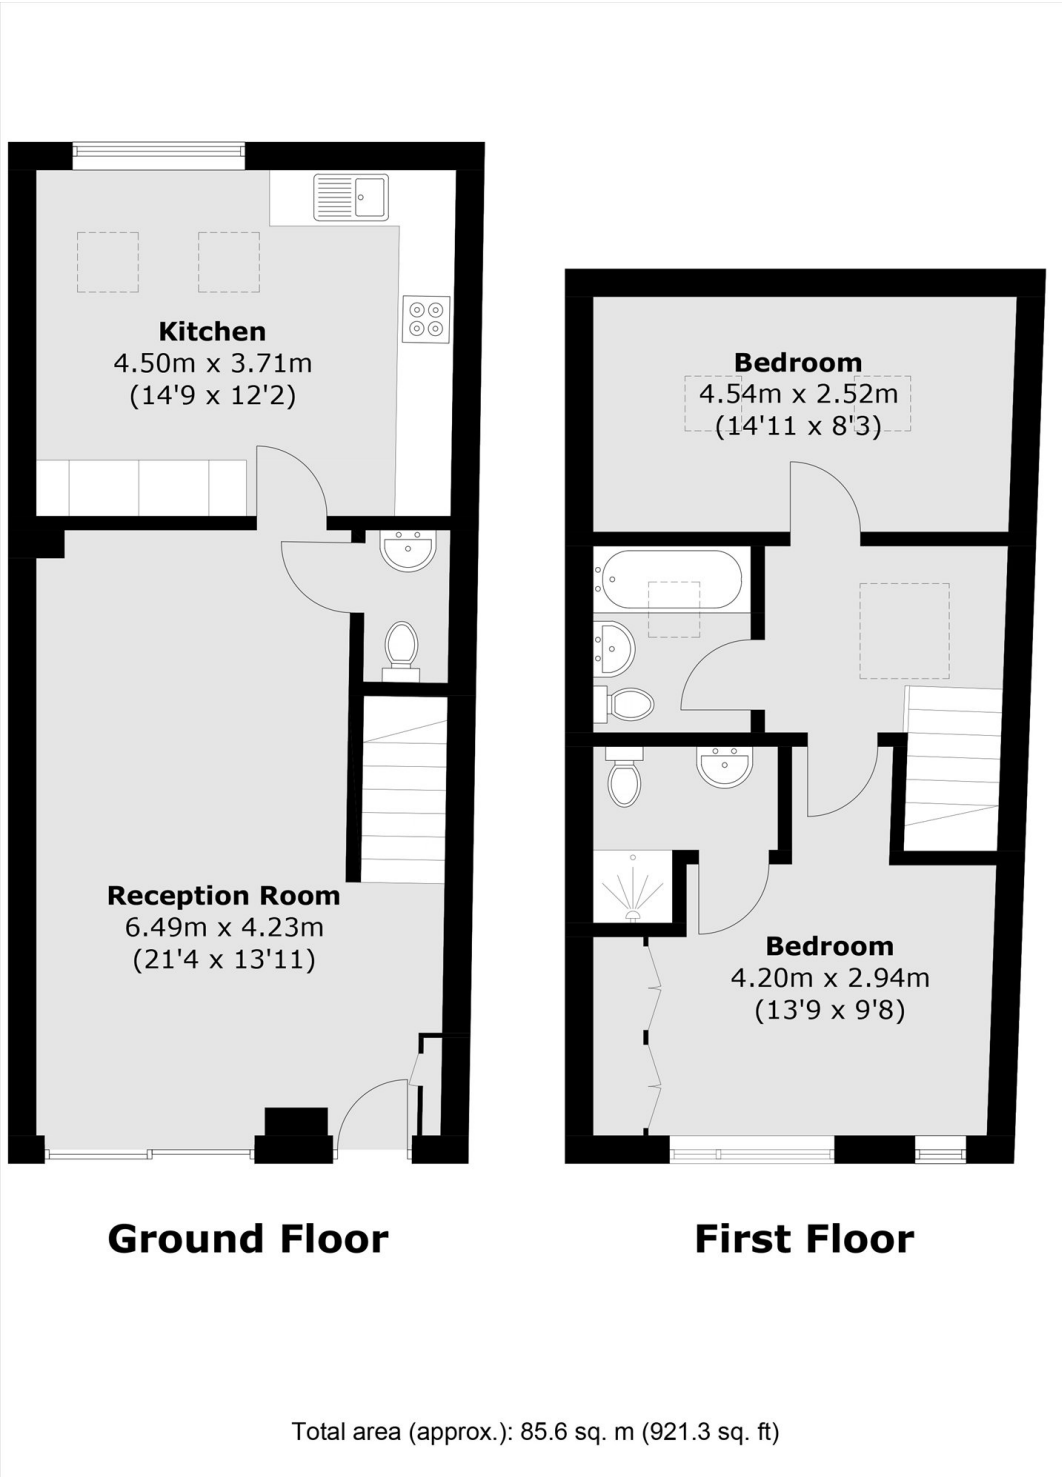 Kitchen
4.50m x 3.71m
(14'9 x 12'2)
Reception Room
6.49m x 4.23m
(21'4 x 13'11)
Ground Floor
Bedroom
4.54m x 2.52m
(14'11 x 8'3)
Bedroom
4.20m x 2.94m
(13'9 x 9'8)
First Floor
Total area (approx.): 85.6 sq. m (921.3 sq. ft)